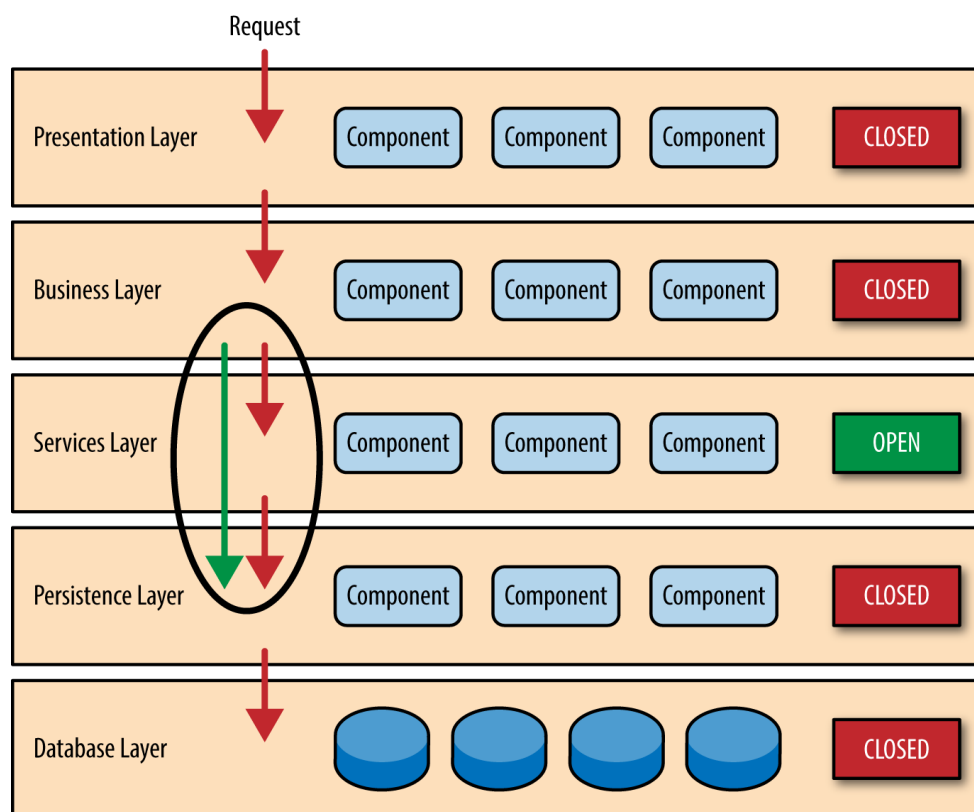 Request
Presentation Layer Component Component Component CLOSED
Business Layer Component Component Component CLOSED
Services Layer Component Component Component OPEN
Persistence Layer Component Component Component CLOSED
Database Layer CLOSED